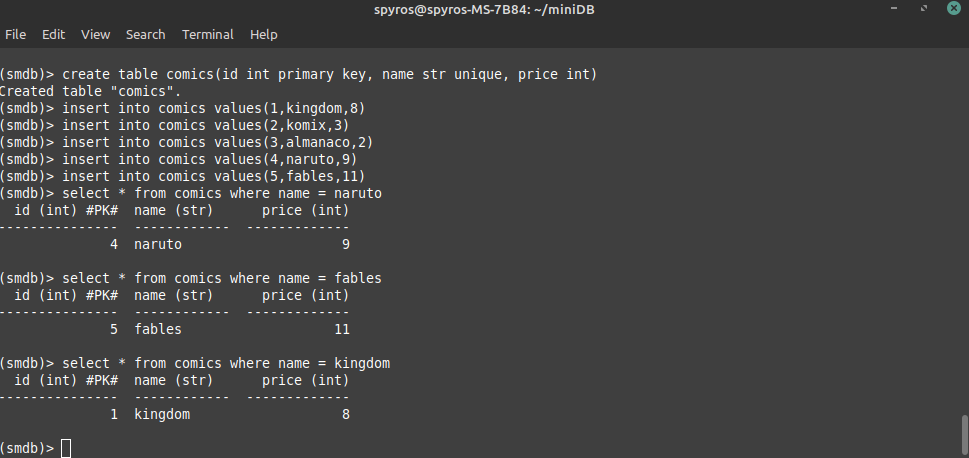 spyros@spyros-MS-7B84: ~/miniDB
File Edit View Search Terminal Help
(smdb)> create table comics(id int primary key, name str unique, price int)
Created table "comics".
(smdb)> insert into comics values(1,kingdom,8)
(smdb)> insert into comics values(2,komix,3)
(smdb)> insert into comics values(3,almanaco,2)
(smdb)> insert into comics values(4,naruto,9)
(smdb)> insert into comics values(5,fables,11)
(smdb)> select * from comics where name = naruto
  id (int) #PK#  name (str)      price (int)
---------------  ------------  -------------
              4  naruto                    9
(smdb)> select * from comics where name = fables
  id (int) #PK#  name (str)      price (int)
---------------  ------------  -------------
              5  fables                   11
(smdb)> select * from comics where name = kingdom
  id (int) #PK#  name (str)      price (int)
---------------  ------------  -------------
              1  kingdom                   8
(smdb)>